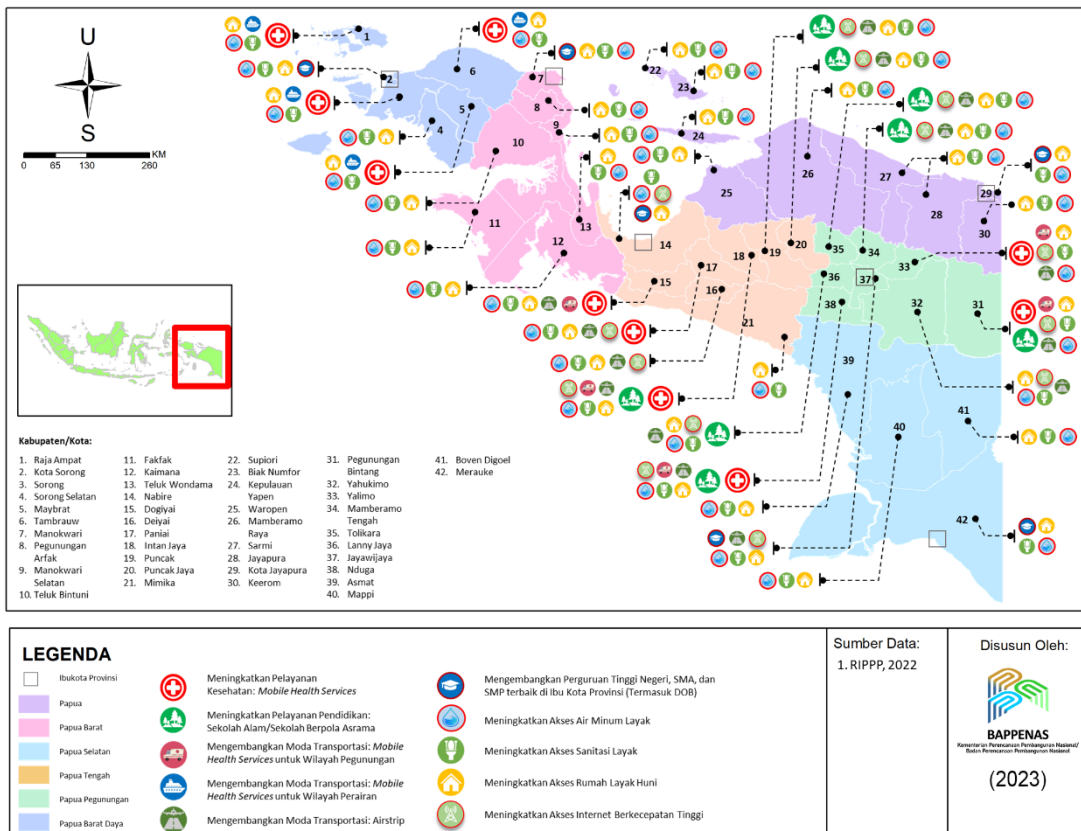 U
S
KM
0 65 130 260
1
2
4
5
6
7
8
9
10
11
12
13
14
15
16
17
18
19
20
21
22
23
24
25
26
27
28
29
30
31
32
33
34
35
36
37
38
39
40
41
42
Kabupaten/Kota:
1. Raja Ampat
2. Kota Sorong
3. Sorong
4. Sorong Selatan
5. Maybrat
6. Tambrauw
7. Manokwari
8. Pegunungan
Arfak
9. Manokwari
Selatan
10. Teluk Bintuni
11. Fakfak
12. Kaimana
13. Teluk Wondama
14. Nabire
15. Dogiyai
16. Deiyai
17. Paniai
18. Intan Jaya
19. Puncak
20. Puncak Jaya
21. Mimika
22. Supiori
23. Biak Numfor
24. Kepulauan
Yapen
25. Waropen
26. Mamberamo
Raya
27. Sarmi
28. Jayapura
29. Kota Jayapura
30. Keerom
31. Pegunungan
Bintang
32. Yahukimo
33. Yalimo
34. Mamberamo
Tengah
35. Tolikara
36. Lanny Jaya
37. Jayawijaya
38. Nduga
39. Asmat
40. Mappi
41. Boven Digoel
42. Merauke
LEGENDA
Ibukota Provinsi
Papua
Papua Barat
Papua Selatan
Papua Tengah
Papua Pegunungan
Papua Barat Daya
Meningkatkan Pelayanan
Kesehatan: Mobile Health Services
Meningkatkan Pelayanan Pendidikan:
Sekolah Alam/Sekolah Berpola Asrama
Mengembangkan Moda Transportasi: Mobile
Health Services untuk Wilayah Pegunungan
Mengembangkan Moda Transportasi: Mobile
Health Services untuk Wilayah Perairan
Mengembangkan Moda Transportasi: Airstrip
Mengembangkan Perguruan Tinggi Negeri, SMA, dan
SMP terbaik di Ibu Kota Provinsi (Termasuk DOB)
Meningkatkan Akses Air Minum Layak
Meningkatkan Akses Sanitasi Layak
Meningkatkan Akses Rumah Layak Huni
Meningkatkan Akses Internet Berkecepatan Tinggi
Sumber Data:
1. RIPPP, 2022
Disusun Oleh:
BAPPENAS
Kementerian Perencanaan Pembangunan Nasional/
Badan Perencanaan Pembangunan Nasional
(2023)